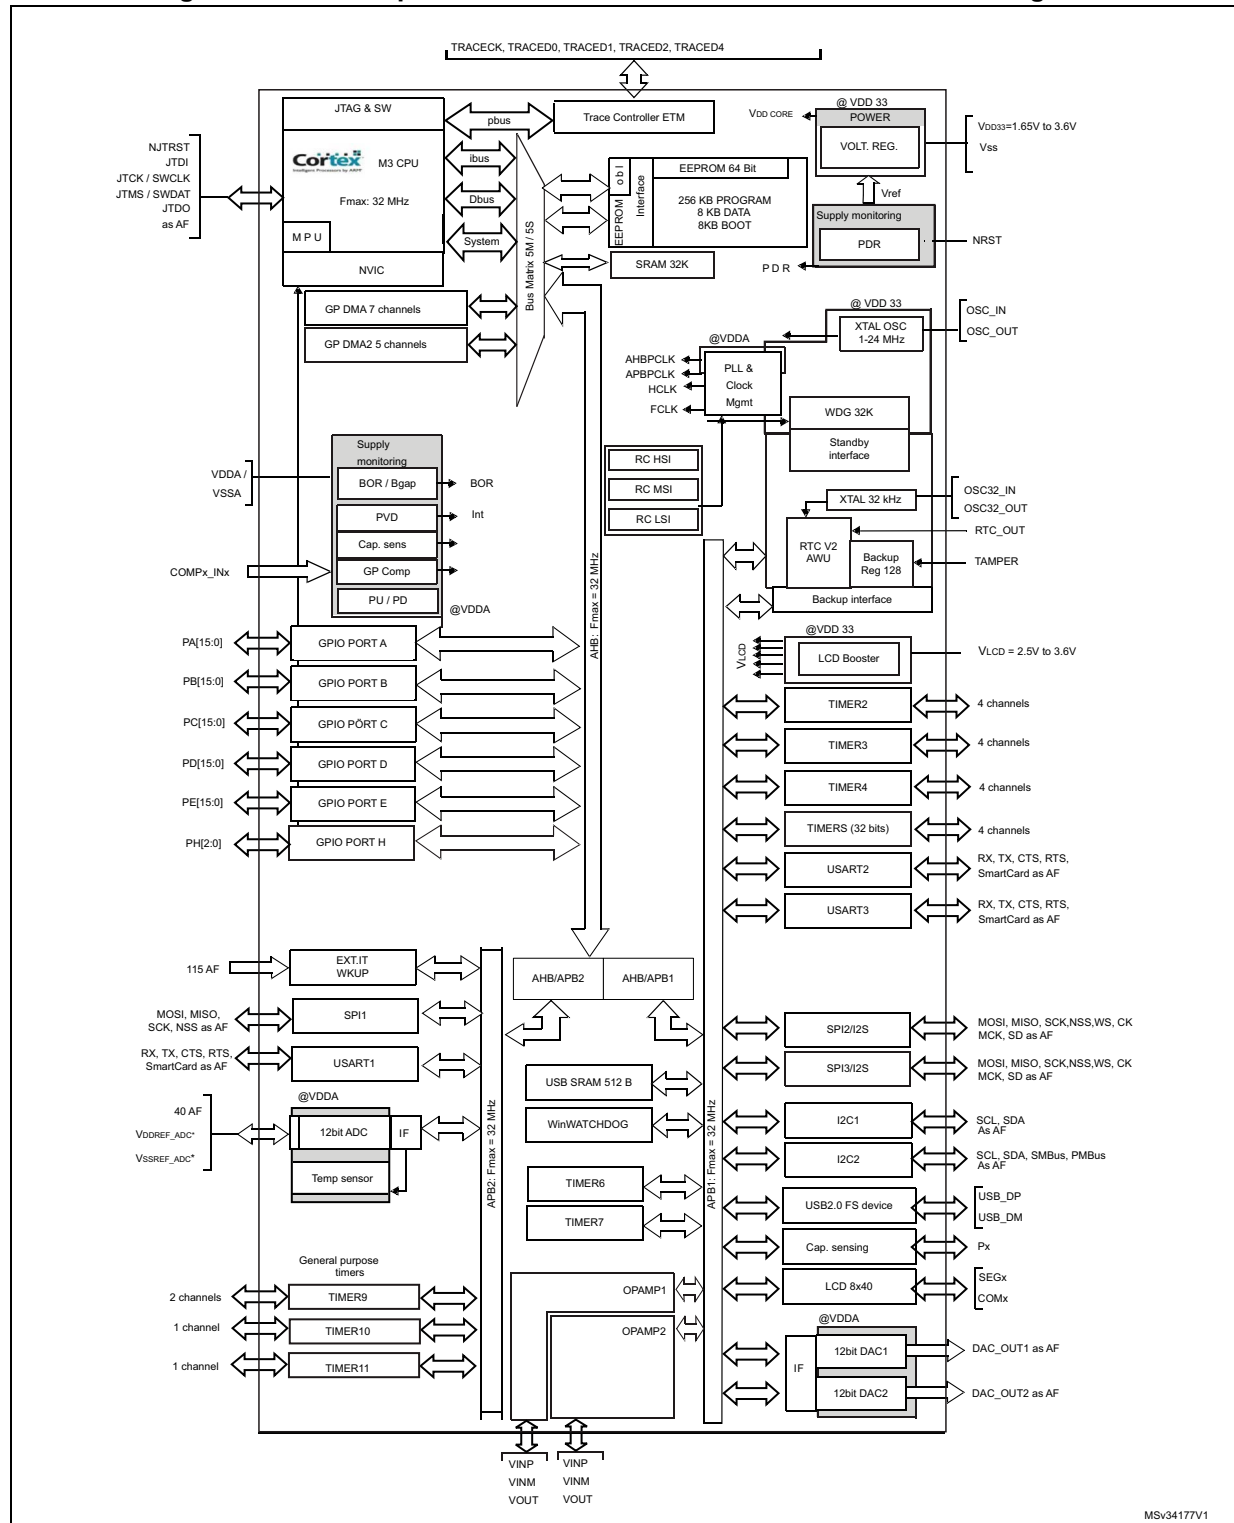 TRACECK, TRACED0, TRACED1, TRACED2, TRACED4
JTAG & SW
pbus
Trace Controller ETM
VDD CORE
@ VDD 33
POWER
VOLT. REG.
VDD33=1.65V to 3.6V
Vss
NJTRST
JTDI
JTCK / SWCLK
JTMS / SWDAT
JTDO
as AF
Cortex
Intelligent Processors by ARM®
M3 CPU
Fmax: 32 MHz
M P U
NVIC
ibus
Dbus
System
Bus Matrix 5M / 5S
EEPROM
o b l
Interface
EEPROM 64 Bit
256 KB PROGRAM
8 KB DATA
8KB BOOT
SRAM 32K
Vref
Supply monitoring
PDR
NRST
P D R
GP DMA 7 channels
GP DMA2 5 channels
@ VDD 33
XTAL OSC
1-24 MHz
OSC_IN
OSC_OUT
@VDDA
AHBPCLK
APBPCLK
HCLK
FCLK
PLL &
Clock
Mgmt
WDG 32K
Standby
interface
RC HSI
RC MSI
RC LSI
Supply
monitoring
VDDA /
VSSA
BOR / Bgap
BOR
PVD
Int
Cap. sens
GP Comp
COMPx_INx
PU / PD
@VDDA
XTAL 32 kHz
OSC32_IN
OSC32_OUT
RTC_OUT
RTC V2
AWU
Backup
Reg 128
TAMPER
Backup interface
AHB: Fmax = 32 MHz
PA[15:0]
GPIO PORT A
PB[15:0]
GPIO PORT B
PC[15:0]
GPIO PÖRT C
PD[15:0]
GPIO PORT D
PE[15:0]
GPIO PORT E
PH[2:0]
GPIO PORT H
@VDD 33
VLCD
LCD Booster
VLCD = 2.5V to 3.6V
TIMER2
4 channels
TIMER3
4 channels
TIMER4
4 channels
TIMERS (32 bits)
4 channels
USART2
RX, TX, CTS, RTS,
SmartCard as AF
USART3
RX, TX, CTS, RTS,
SmartCard as AF
115 AF
EXT.IT
WKUP
AHB/APB2
AHB/APB1
MOSI, MISO,
SCK, NSS as AF
SPI1
RX, TX, CTS, RTS,
SmartCard as AF
USART1
@VDDA
40 AF
VDDREF_ADC*
VSSREF_ADC*
12bit ADC
IF
Temp sensor
APB2: Fmax = 32 MHz
USB SRAM 512 B
WinWATCHDOG
TIMER6
TIMER7
APB1: Fmax = 32 MHz
SPI2/I2S
MOSI, MISO, SCK,NSS,WS, CK
MCK, SD as AF
SPI3/I2S
MOSI, MISO, SCK,NSS,WS, CK
MCK, SD as AF
I2C1
SCL, SDA
As AF
I2C2
SCL, SDA, SMBus, PMBus
As AF
USB2.0 FS device
USB_DP
USB_DM
Cap. sensing
Px
LCD 8x40
SEGx
COMx
General purpose
timers
2 channels
TIMER9
1 channel
TIMER10
1 channel
TIMER11
OPAMP1
OPAMP2
@VDDA
IF
12bit DAC1
DAC_OUT1 as AF
12bit DAC2
DAC_OUT2 as AF
VINP
VINM
VOUT
VINP
VINM
VOUT
MSv34177V1